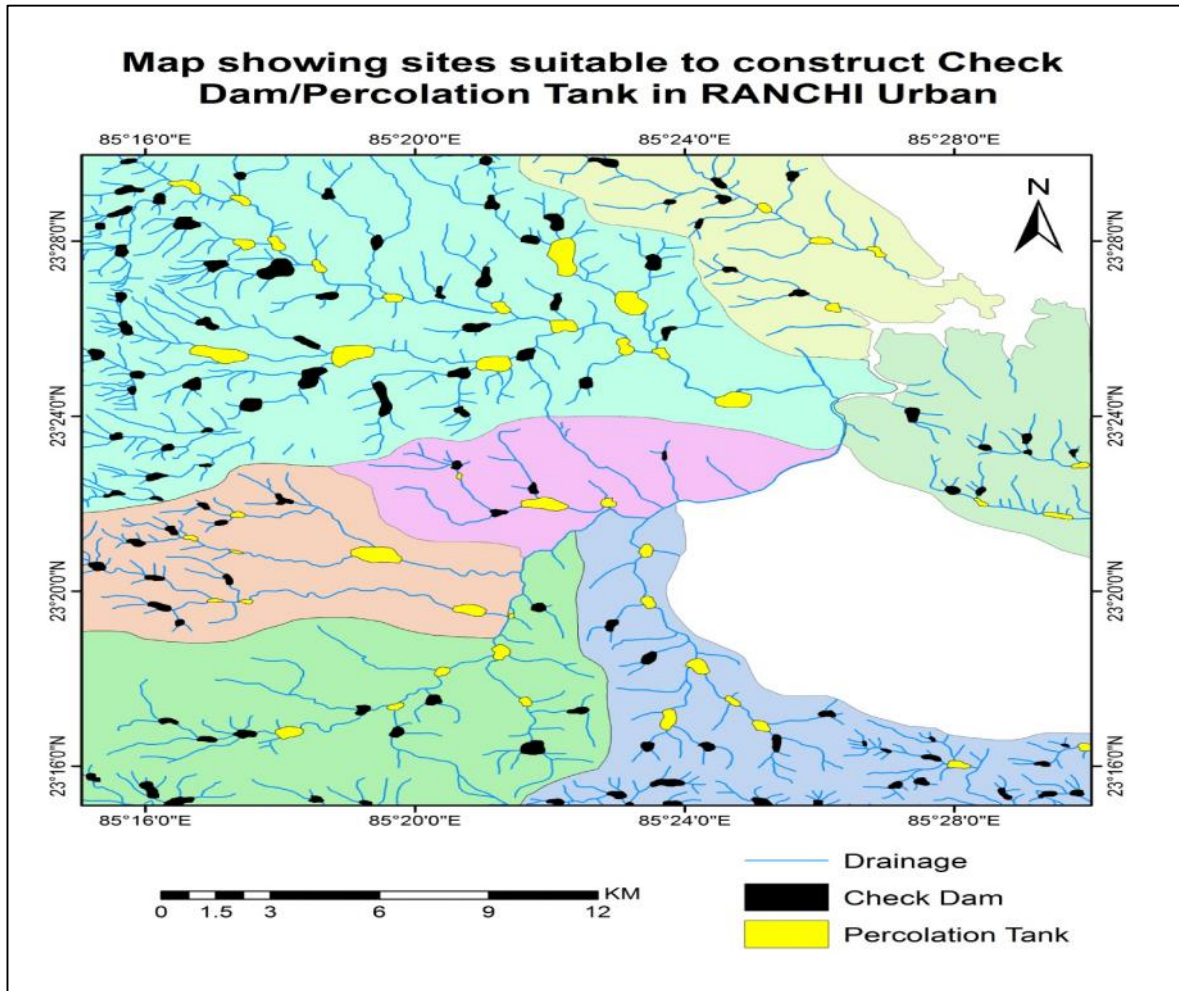 Map showing sites suitable to construct Check
Dam/Percolation Tank in RANCHI Urban
85°16'0"E 85°20'0"E 85°24'0"E 85°28'0"E
N
23°28'0"N 23°28'0"N
23°24'0"N 23°24'0"N
23°20'0"N 23°20'0"N
23°16'0"N 23°16'0"N
85°16'0"E 85°20'0"E 85°24'0"E 85°28'0"E
Drainage
KM
0 1.5 3 6 9 12
Check Dam
Percolation Tank